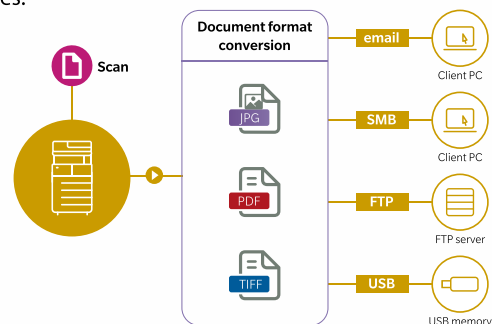 Scan
Document format
conversion
JPG
PDF
TIFF
email
Client PC
SMB
Client PC
FTP
FTP server
USB
USB memory